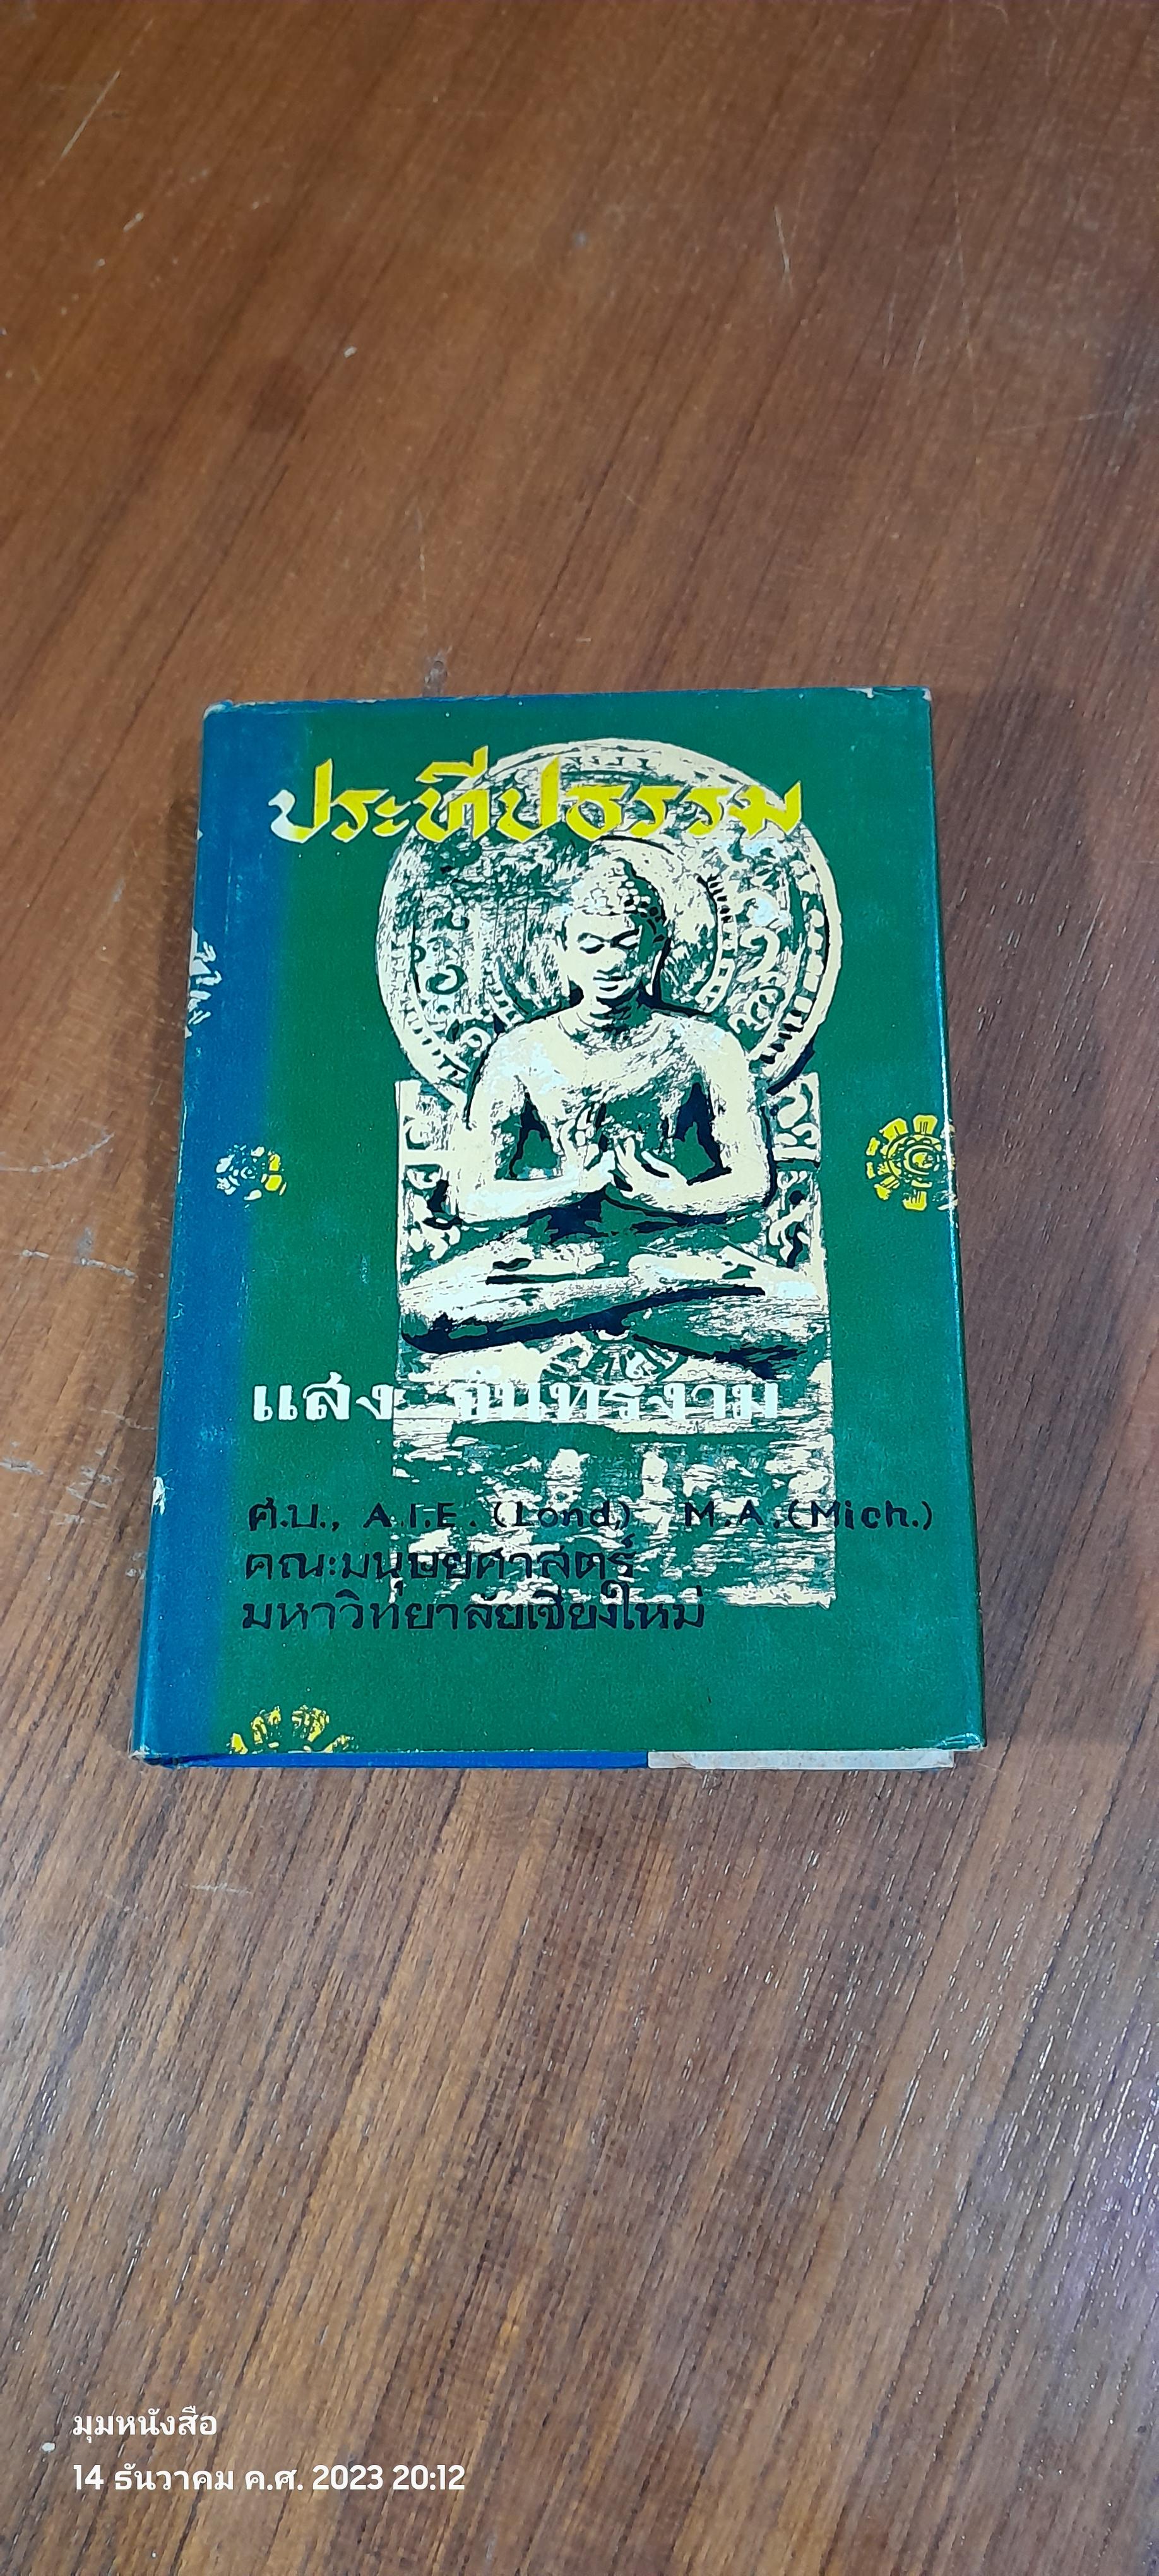 ประทีปธรรม
แสง จันทร์งาม
ศ.บ., A.I.E. (Lond.) M.A. (Mich.)
คณะมนุษยศาสตร์
มหาวิทยาลัยเชียงใหม่
มุมหนังสือ
14 ธันวาคม ค.ศ. 2023 20:12